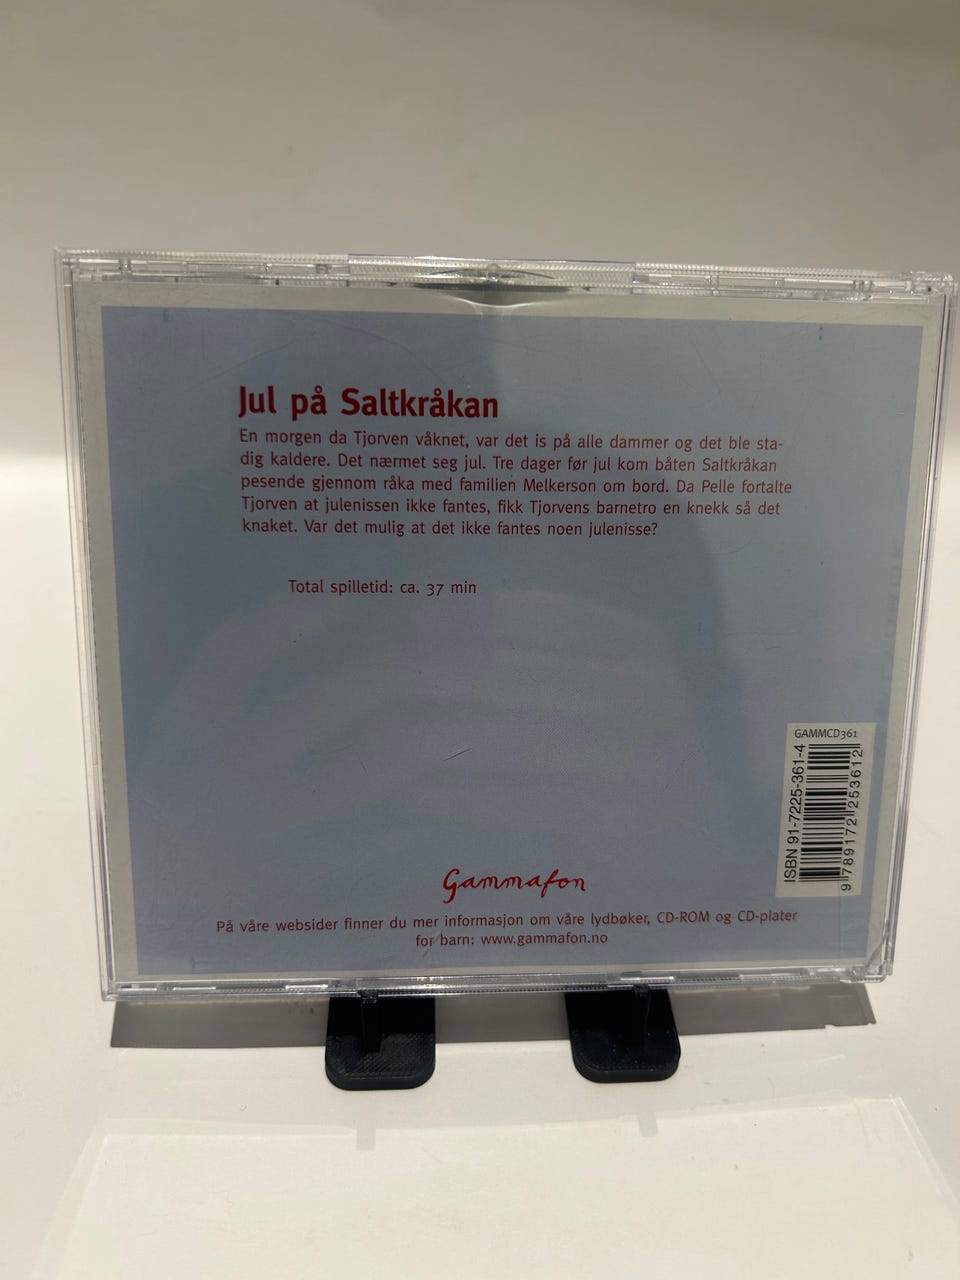 Jul på Saltkråkan
En morgen da Tjorven våknet, var det is på alle dammer og det ble sta-
dig kaldere. Det nærmet seg jul. Tre dager før jul kom båten Saltkråkan
pesende gjennom råka med familien Melkerson om bord. Da Pelle fortalte
Tjorven at julenissen ikke fantes, fikk Tjorvens barnetro en knekk så det
knaket. Var det mulig at det ikke fantes noen julenisse?
Total spilletid: ca. 37 min
GAMMCD361
ISBN 91-7225-361-4
9 789172 253612
Gammafon
På våre websider finner du mer informasjon om våre lydbøker, CD-ROM og CD-plater
for barn: www.gammafon.no